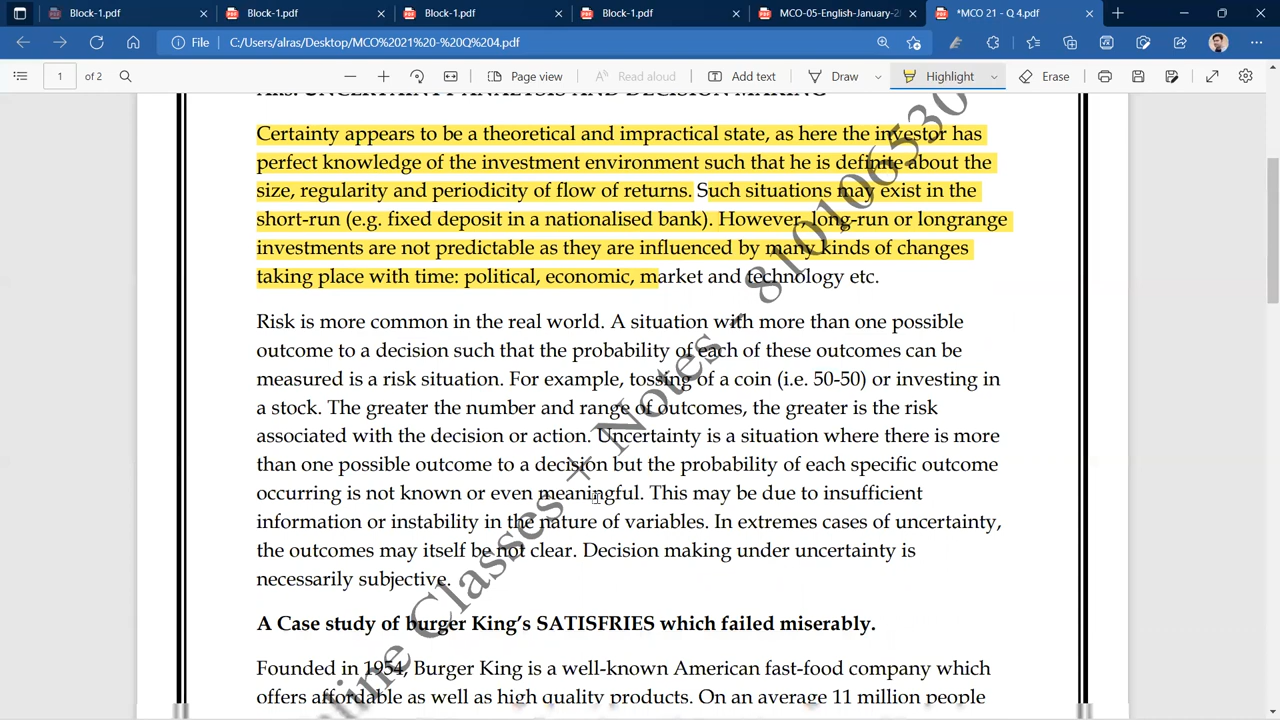 Block-1.pdf
Block-1.pdf
Block-1.pdf
Block-1.pdf
MCO-05-English-January-2
*MCO 21 - Q 4.pdf
File
C:/Users/alras/Desktop/MCO%2021%20-%20Q%204.pdf
1 of 2
Page view
Read aloud
Add text
Draw
Highlight
Erase
Ans. UNCERTAINTY ANALYSIS AND DECISION MAKING
Certainty appears to be a theoretical and impractical state, as here the investor has
perfect knowledge of the investment environment such that he is definite about the
size, regularity and periodicity of flow of returns. Such situations may exist in the
short-run (e.g. fixed deposit in a nationalised bank). However, long-run or longrange
investments are not predictable as they are influenced by many kinds of changes
taking place with time: political, economic, market and technology etc.
Risk is more common in the real world. A situation with more than one possible
outcome to a decision such that the probability of each of these outcomes can be
measured is a risk situation. For example, tossing of a coin (i.e. 50-50) or investing in
a stock. The greater the number and range of outcomes, the greater is the risk
associated with the decision or action. Uncertainty is a situation where there is more
than one possible outcome to a decision but the probability of each specific outcome
occurring is not known or even meaningful. This may be due to insufficient
information or instability in the nature of variables. In extremes cases of uncertainty,
the outcomes may itself be not clear. Decision making under uncertainty is
necessarily subjective.
A Case study of burger King's SATISFRIES which failed miserably.
Founded in 1954, Burger King is a well-known American fast-food company which
offers affordable as well as high quality products. On an average 11 million people
line Classes + Notes - 810106530